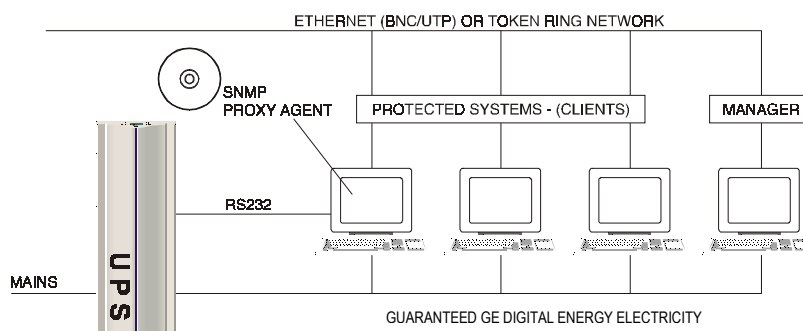 ETHERNET (BNC/UTP) OR TOKEN RING NETWORK
SNMP
PROXY AGENT
PROTECTED SYSTEMS - (CLIENTS)
MANAGER
RS232
MAINS
UPS
GUARANTEED GE DIGITAL ENERGY ELECTRICITY